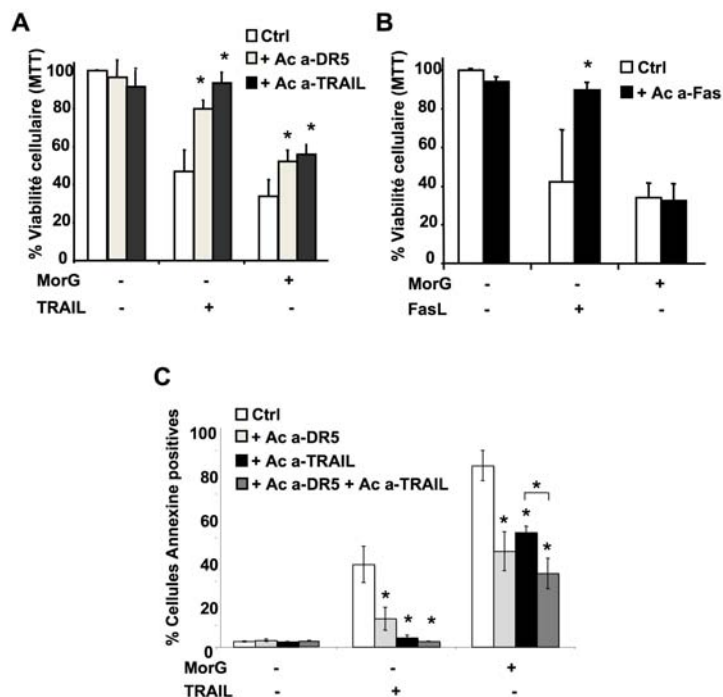 A
Ctrl
+ Ac a-DR5
+ Ac a-TRAIL
% Viabilité cellulaire (MTT)
100
80
60
40
20
0
* *
* *
MorG - - +
TRAIL - + -
B
Ctrl
+ Ac a-Fas
% Viabilité cellulaire (MTT)
100
80
60
40
20
0
*
MorG - - +
FasL - + -
C
Ctrl
+ Ac a-DR5
+ Ac a-TRAIL
+ Ac a-DR5 + Ac a-TRAIL
% Cellules Annexine positives
100
80
60
40
20
0
* * *
*
* * *
MorG - - +
TRAIL - + -